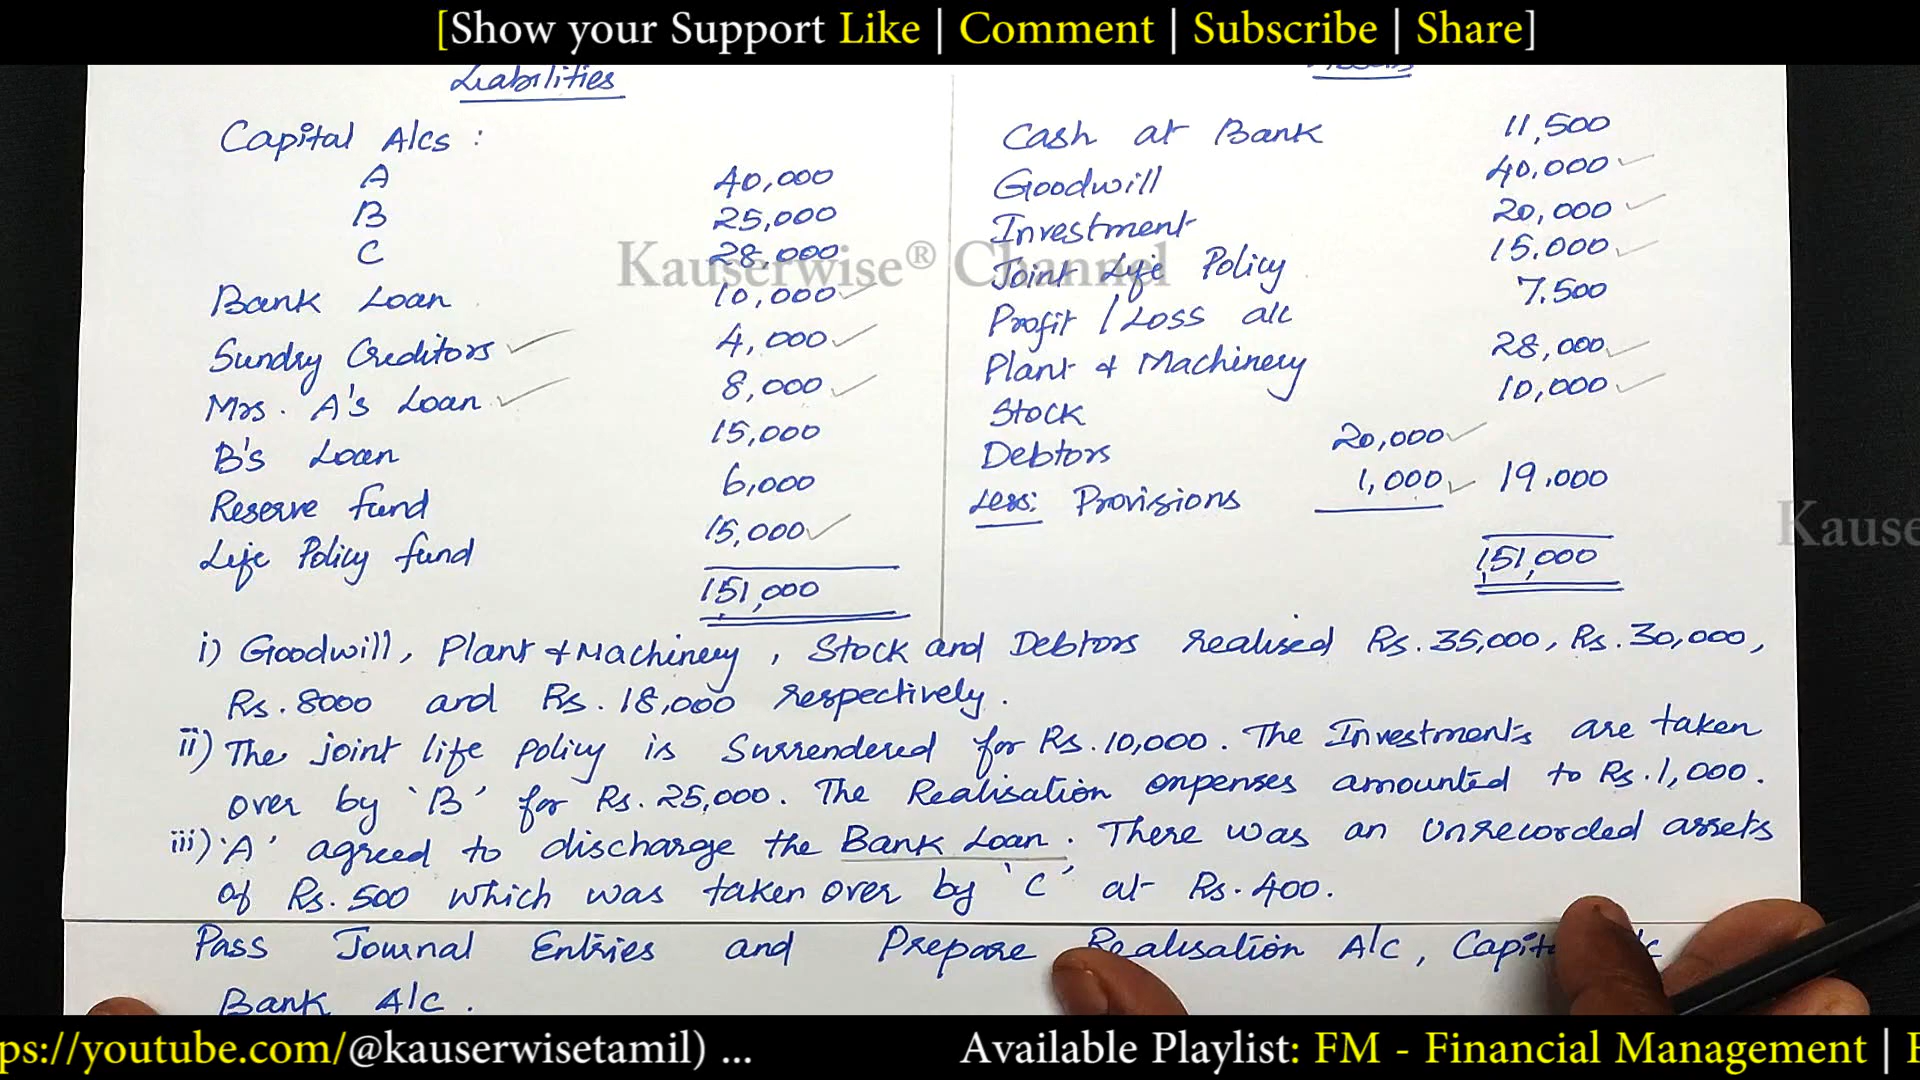 [Show your Support Like | Comment | Subscribe | Share]
Liabilities
Capital A/cs :
A 40,000
B 25,000
C 28,000
Bank Loan 10,000
Sundry Creditors 4,000
Mrs. A's Loan 8,000
B's Loan 15,000
Reserve fund 6,000
Life Policy fund 15,000
151,000
Assets
Cash at Bank 11,500
Goodwill 40,000
Investment 20,000
Joint Life Policy 15,000
Profit / Loss a/c 7,500
Plant & Machinery 28,000
Stock 10,000
Debtors 20,000
Less: Provisions 1,000 19,000
151,000
Kauserwise® Channel
Kause
i) Goodwill, Plant & Machinery, Stock and Debtors realised Rs. 35,000, Rs. 30,000,
Rs. 8000 and Rs. 18,000 respectively.
ii) The joint life policy is Surrendered for Rs. 10,000. The Investments are taken
over by 'B' for Rs. 25,000. The Realisation expenses amounted to Rs. 1,000.
iii) 'A' agreed to discharge the Bank Loan. There was an unrecorded assets
of Rs. 500 which was taken over by 'C' at Rs. 400.
Pass Journal Entries and Prepare Realisation A/c,
Bank A/c.
ps://youtube.com/@kauserwisetamil) ... Available Playlist: FM - Financial Management |